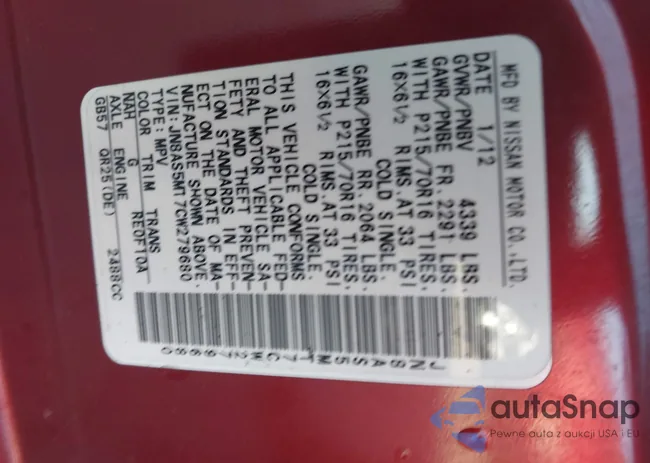 MFD BY NISSAN MOTOR CO.,LTD.
DATE 1/12
GVWR/PNBV 4339 LBS.
GAWR/PNBE FR. 2291 LBS.
WITH P215/70R16 TIRES,
16X6½ RIMS.AT 33 PSI
COLD SINGLE.
GAWR/PNBE RR. 2064 LBS.
WITH P215/70R16 TIRES,
16X6½ RIMS.AT 33 PSI
COLD SINGLE.
THIS VEHICLE CONFORMS
TO ALL APPLICABLE FED-
ERAL MOTOR VEHICLE SA-
FETY AND THEFT PREVEN-
TION STANDARDS IN EFF-
ECT ON THE DATE OF MA-
NUFACTURE SHOWN ABOVE.
VIN:JN8AS5MT7CW279680
TYPE: MPV
COLOR TRIM TRANS
NAH G RE0F10A
AXLE ENGINE
GB57 QR25(DE) 2488CC
JN8AS5MT7CW279680
autaSnap
Pewne auta z aukcji USA i EU